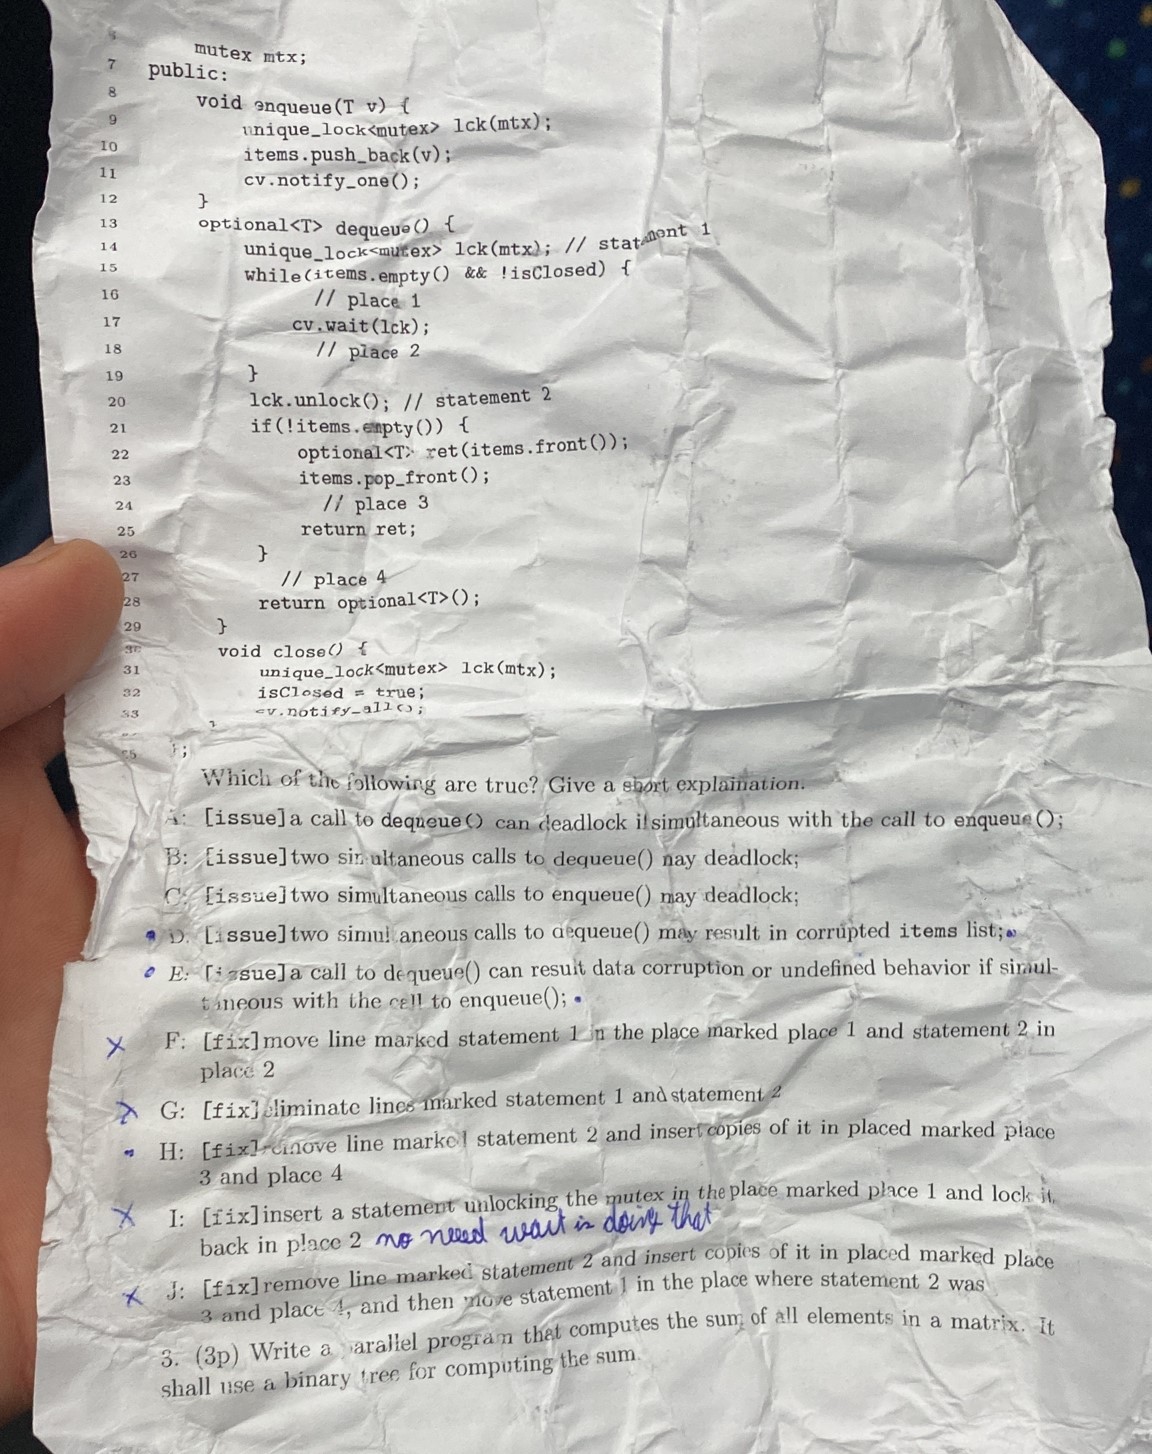 mutex mtx;
7 public:
8 void enqueue(T v) {
9 unique_lock<mutex> lck(mtx);
10 items.push_back(v);
11 cv.notify_one();
12 }
13 optional<T> dequeue() {
14 unique_lock<mutex> lck(mtx); // statement 1
15 while(items.empty() && !isClosed) {
16 // place 1
17 cv.wait(lck);
18 // place 2
19 }
20 lck.unlock(); // statement 2
21 if(!items.empty()) {
22 optional<T> ret(items.front());
23 items.pop_front();
24 // place 3
25 return ret;
26 }
27 // place 4
28 return optional<T>();
29 }
30 void close() {
31 unique_lock<mutex> lck(mtx);
32 isClosed = true;
33 cv.notify_all();
}
35 };
Which of the following are true? Give a short explaination.
A: [issue]a call to dequeue() can deadlock if simultaneous with the call to enqueue();
B: [issue]two simultaneous calls to dequeue() may deadlock;
C: [issue]two simultaneous calls to enqueue() may deadlock;
D: [issue]two simultaneous calls to dequeue() may result in corrupted items list;
E: [issue]a call to dequeue() can result data corruption or undefined behavior if simul-
taneous with the call to enqueue();
X F: [fix]move line marked statement 1 in the place marked place 1 and statement 2 in
place 2
X G: [fix]eliminate lines marked statement 1 and statement 2
H: [fix]remove line marked statement 2 and insert copies of it in placed marked place
3 and place 4
X I: [fix]insert a statement unlocking the mutex in the place marked place 1 and lock it
back in place 2 no need wait is doing that
X J: [fix]remove line marked statement 2 and insert copies of it in placed marked place
3 and place 4, and then move statement 1 in the place where statement 2 was
3. (3p) Write a parallel program that computes the sum of all elements in a matrix. It
shall use a binary tree for computing the sum.